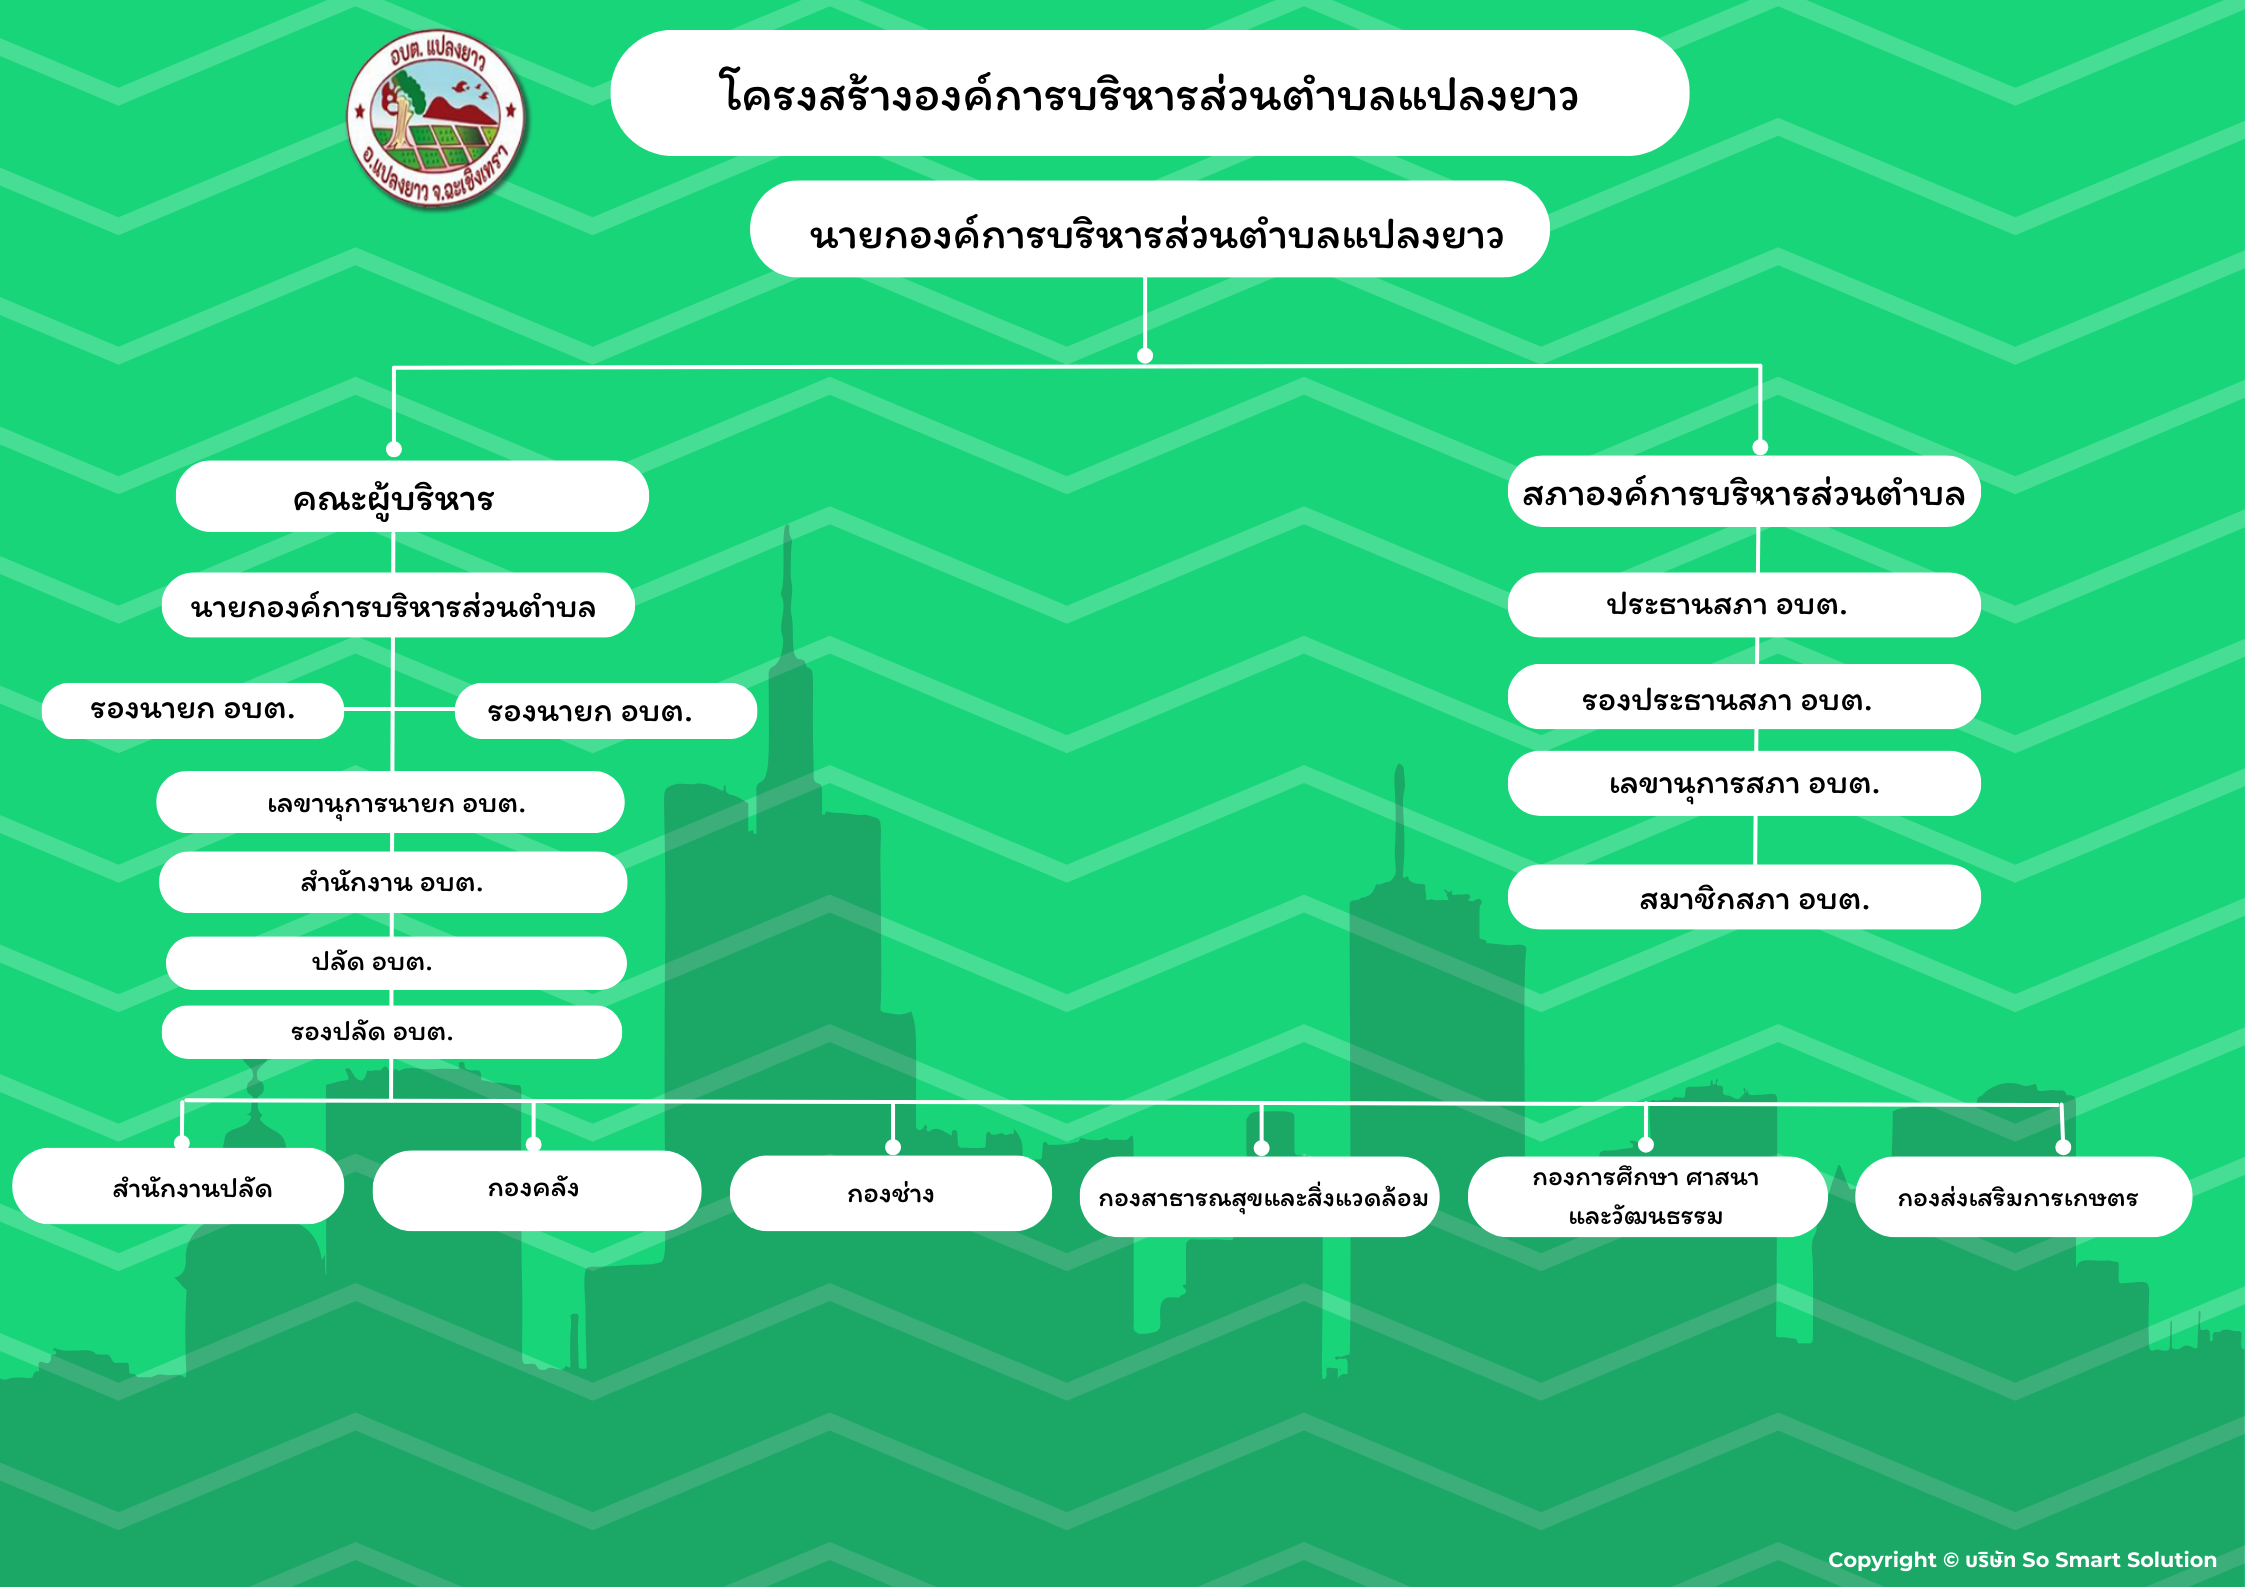 อบต. แปลงยาว
อ.แปลงยาว จ.ฉะเชิงเทรา
โครงสร้างองค์การบริหารส่วนตำบลแปลงยาว
นายกองค์การบริหารส่วนตำบลแปลงยาว
คณะผู้บริหาร
นายกองค์การบริหารส่วนตำบล
รองนายก อบต.
รองนายก อบต.
เลขานุการนายก อบต.
สำนักงาน อบต.
ปลัด อบต.
รองปลัด อบต.
สภาองค์การบริหารส่วนตำบล
ประธานสภา อบต.
รองประธานสภา อบต.
เลขานุการสภา อบต.
สมาชิกสภา อบต.
สำนักงานปลัด
กองคลัง
กองช่าง
กองสาธารณสุขและสิ่งแวดล้อม
กองการศึกษา ศาสนา
และวัฒนธรรม
กองส่งเสริมการเกษตร
Copyright © บริษัท So Smart Solution